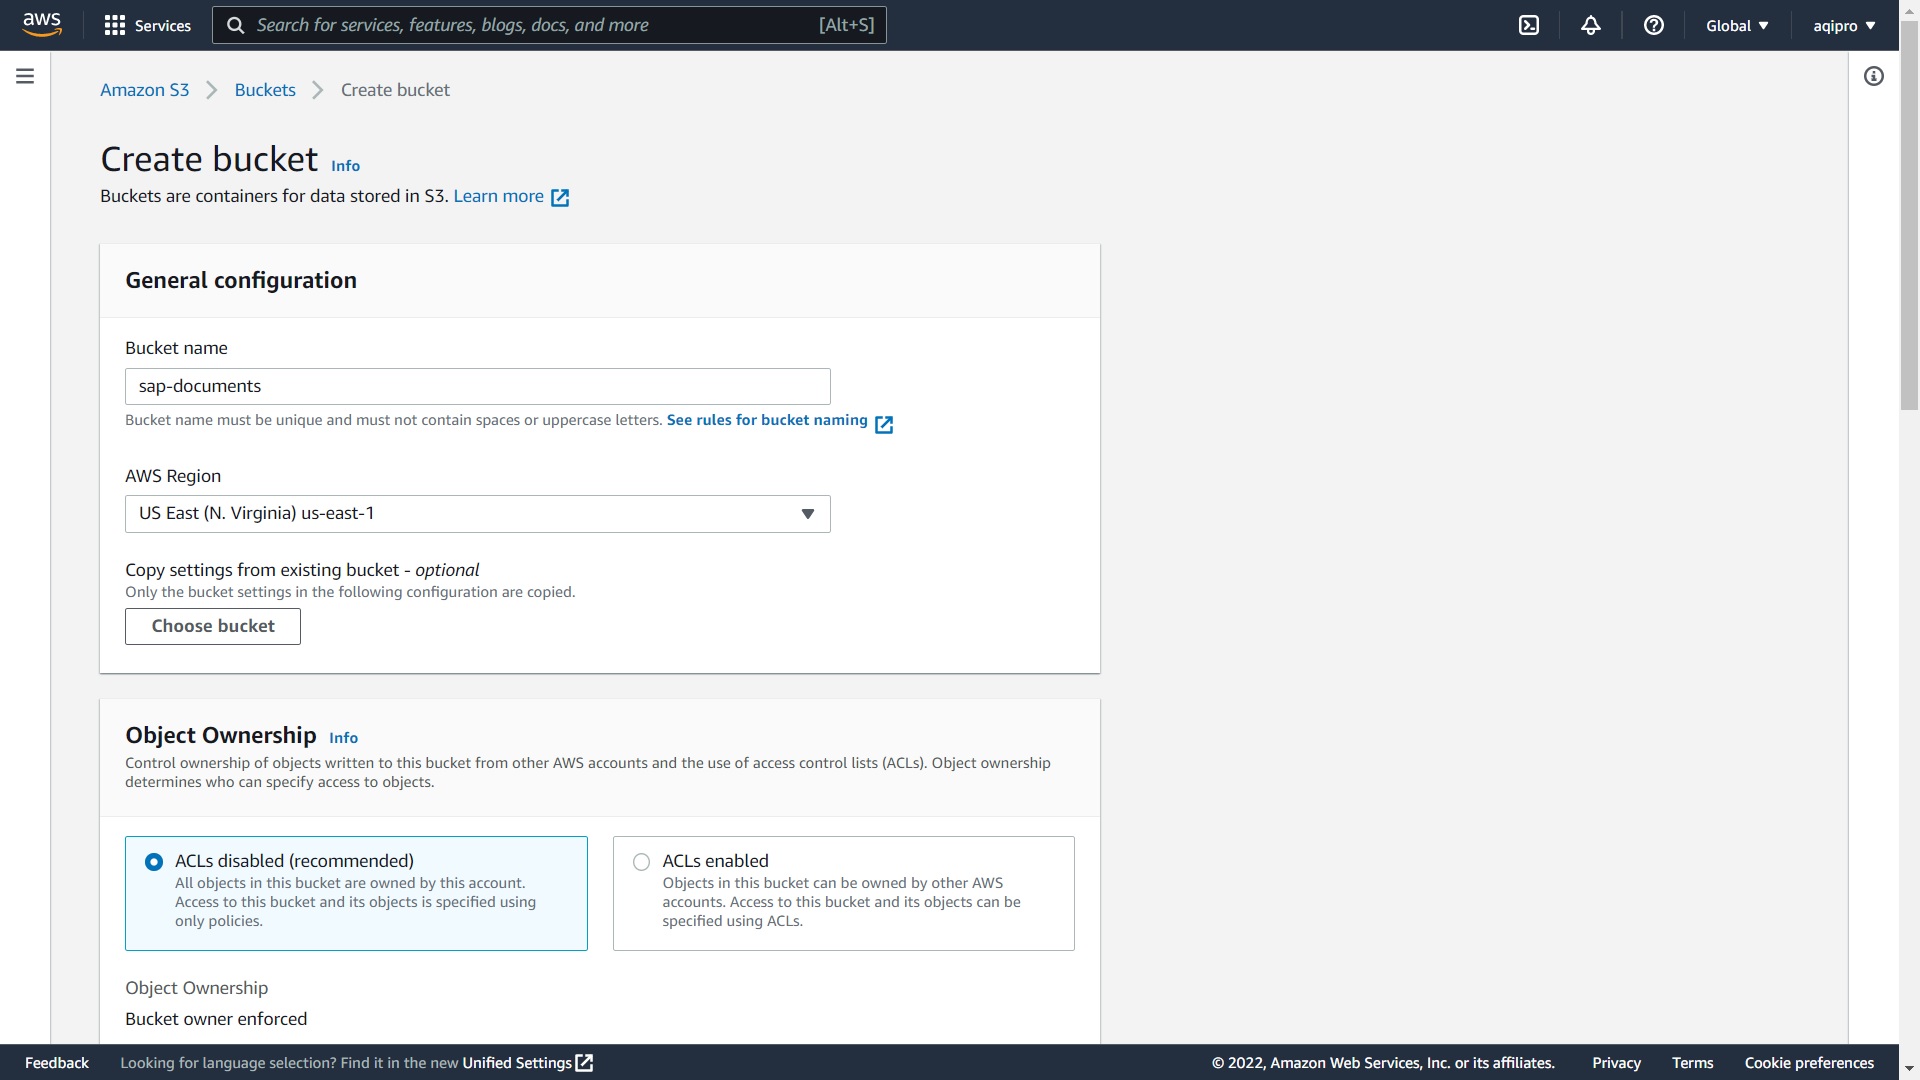 aws
Services
Search for services, features, blogs, docs, and more [Alt+S]
Global
aqipro
Amazon S3 Buckets Create bucket
Create bucket Info
Buckets are containers for data stored in S3. Learn more
General configuration
Bucket name
sap-documents
Bucket name must be unique and must not contain spaces or uppercase letters. See rules for bucket naming
AWS Region
US East (N. Virginia) us-east-1
Copy settings from existing bucket - optional
Only the bucket settings in the following configuration are copied.
Choose bucket
Object Ownership Info
Control ownership of objects written to this bucket from other AWS accounts and the use of access control lists (ACLs). Object ownership
determines who can specify access to objects.
ACLs disabled (recommended)
All objects in this bucket are owned by this account.
Access to this bucket and its objects is specified using
only policies.
ACLs enabled
Objects in this bucket can be owned by other AWS
accounts. Access to this bucket and its objects can be
specified using ACLs.
Object Ownership
Bucket owner enforced
Feedback Looking for language selection? Find it in the new Unified Settings © 2022, Amazon Web Services, Inc. or its affiliates. Privacy Terms Cookie preferences